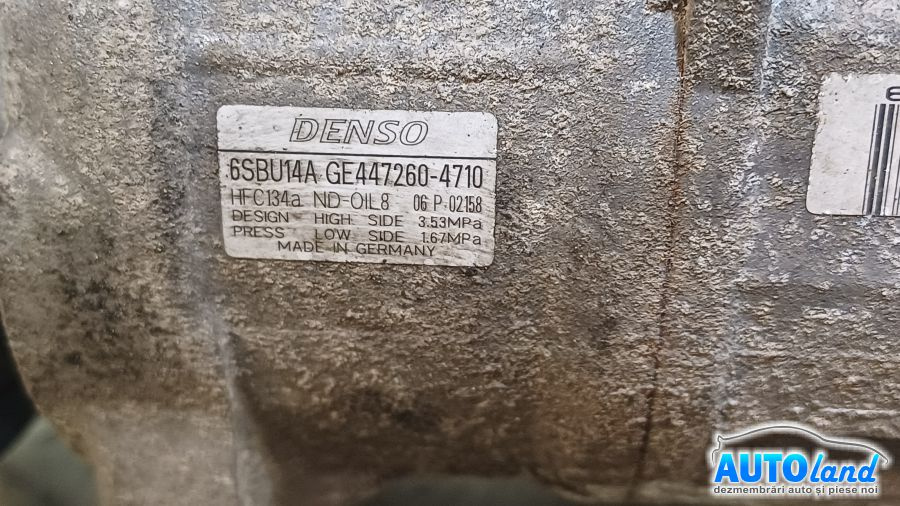 DENSO
6SBU14A GE447260-4710
HFC134a ND-OIL8 06 P-02158
DESIGN HIGH SIDE 3.53MPa
PRESS LOW SIDE 1.67MPa
MADE IN GERMANY
AUTOland
dezmembrări auto și piese noi